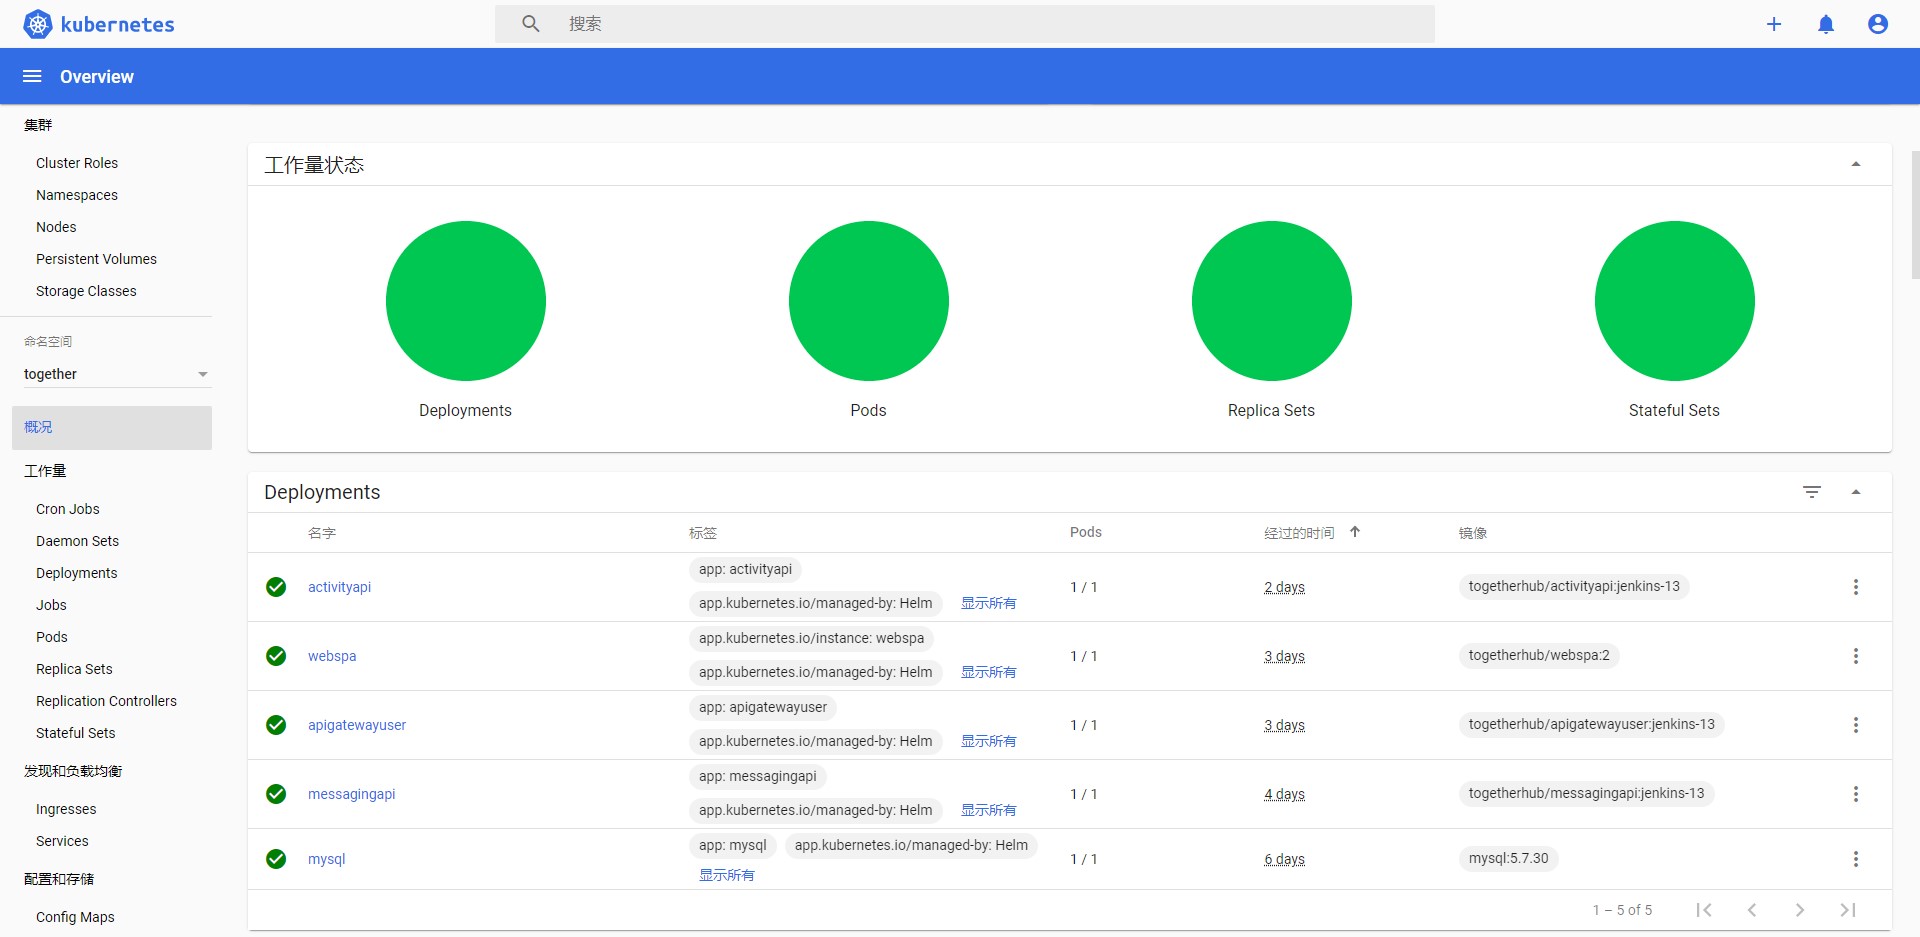 kubernetes
搜索
Overview
集群
Cluster Roles
Namespaces
Nodes
Persistent Volumes
Storage Classes
命名空间
together
概况
工作量
Cron Jobs
Daemon Sets
Deployments
Jobs
Pods
Replica Sets
Replication Controllers
Stateful Sets
发现和负载均衡
Ingresses
Services
配置和存储
Config Maps
工作量状态
Deployments Pods Replica Sets Stateful Sets
Deployments
名字 标签 Pods 经过的时间 镜像
app: activityapi
activityapi 1 / 1 2 days togetherhub/activityapi:jenkins-13
app.kubernetes.io/managed-by: Helm 显示所有
app.kubernetes.io/instance: webspa
webspa 1 / 1 3 days togetherhub/webspa:2
app.kubernetes.io/managed-by: Helm 显示所有
app: apigatewayuser
apigatewayuser 1 / 1 3 days togetherhub/apigatewayuser:jenkins-13
app.kubernetes.io/managed-by: Helm 显示所有
app: messagingapi
messagingapi 1 / 1 4 days togetherhub/messagingapi:jenkins-13
app.kubernetes.io/managed-by: Helm 显示所有
app: mysql app.kubernetes.io/managed-by: Helm
mysql 1 / 1 6 days mysql:5.7.30
显示所有
1 – 5 of 5